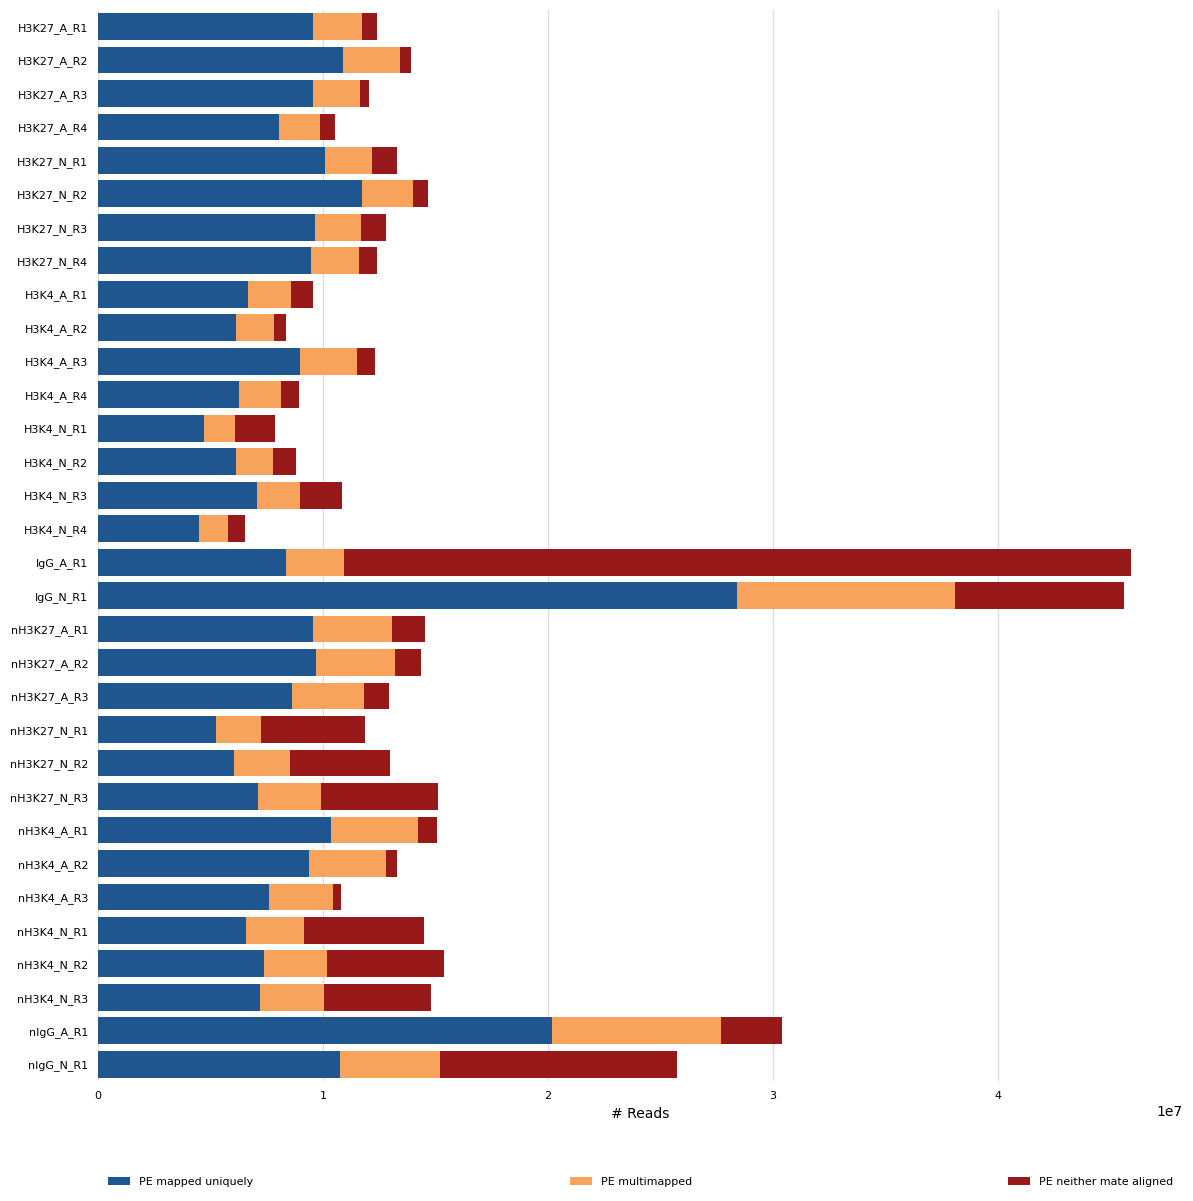 H3K27_A_R1
H3K27_A_R2
H3K27_A_R3
H3K27_A_R4
H3K27_N_R1
H3K27_N_R2
H3K27_N_R3
H3K27_N_R4
H3K4_A_R1
H3K4_A_R2
H3K4_A_R3
H3K4_A_R4
H3K4_N_R1
H3K4_N_R2
H3K4_N_R3
H3K4_N_R4
IgG_A_R1
IgG_N_R1
nH3K27_A_R1
nH3K27_A_R2
nH3K27_A_R3
nH3K27_N_R1
nH3K27_N_R2
nH3K27_N_R3
nH3K4_A_R1
nH3K4_A_R2
nH3K4_A_R3
nH3K4_N_R1
nH3K4_N_R2
nH3K4_N_R3
nIgG_A_R1
nIgG_N_R1
0 1 2 3 4
# Reads
1e7
PE mapped uniquely PE multimapped PE neither mate aligned